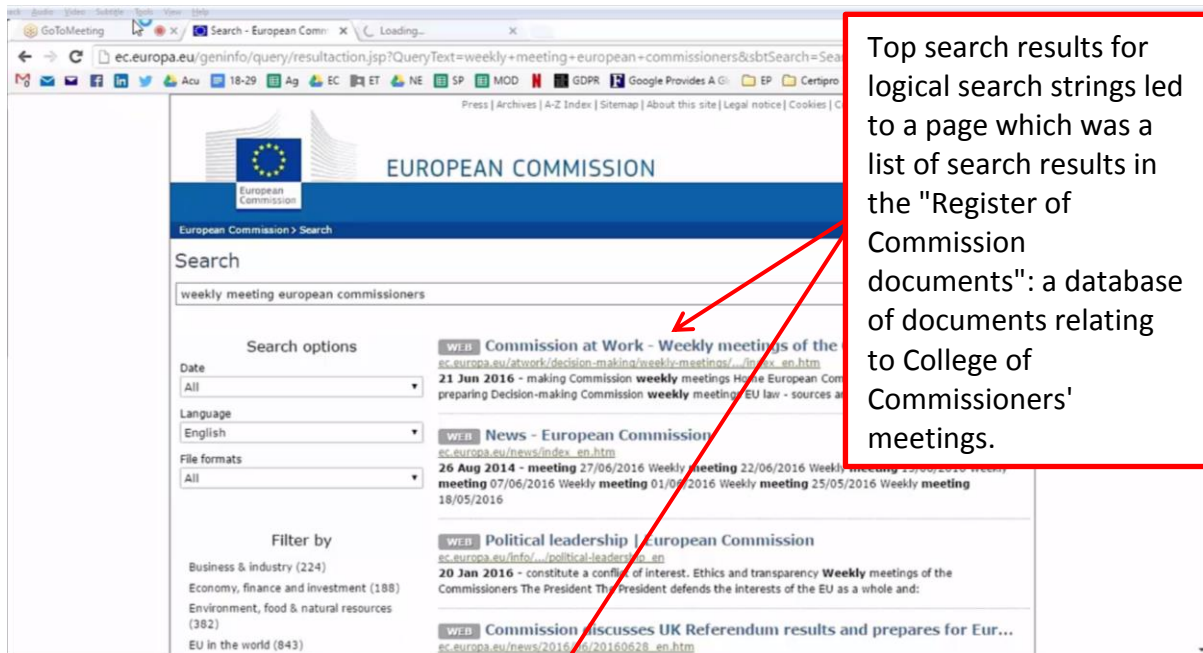 Back Audio Video Subtitle Tools View Help
GoToMeeting
Search - European Comm
Loading...
ec.europa.eu/geninfo/query/resultaction.jsp?QueryText=weekly+meeting+european+commissioners&sbtSearch=Sear
Acu 18-29 Ag EC ET NE SP MOD GDPR Google Provides A EP Certipro
Press | Archives | A-Z Index | Sitemap | About this site | Legal notice | Cookies |
European
Commission
EUROPEAN COMMISSION
European Commission > Search
Search
weekly meeting european commissioners
Search options
Date
All
Language
English
File formats
All
Filter by
Business & industry (224)
Economy, finance and investment (188)
Environment, food & natural resources
(382)
EU in the world (843)
WEB Commission at Work - Weekly meetings of the
ec.europa.eu/atwork/decision-making/weekly-meetings/.../index_en.htm
21 Jun 2016 - making Commission weekly meetings Home European Com
preparing Decision-making Commission weekly meetings EU law - sources
WEB News - European Commission
ec.europa.eu/news/index_en.htm
26 Aug 2014 - meeting 27/06/2016 Weekly meeting 22/06/2016 Weekly meeting 15/06/2016 Weekly
meeting 07/06/2016 Weekly meeting 01/06/2016 Weekly meeting 25/05/2016 Weekly meeting
18/05/2016
WEB Political leadership | European Commission
ec.europa.eu/info/.../political-leadership_en
20 Jan 2016 - constitute a conflict of interest. Ethics and transparency Weekly meetings of the
Commissioners The President The President defends the interests of the EU as a whole and:
WEB Commission discusses UK Referendum results and prepares for Eur...
ec.europa.eu/news/2016/06/20160628_en.htm
Top search results for
logical search strings led
to a page which was a
list of search results in
the "Register of
Commission
documents": a database
of documents relating
to College of
Commissioners'
meetings.